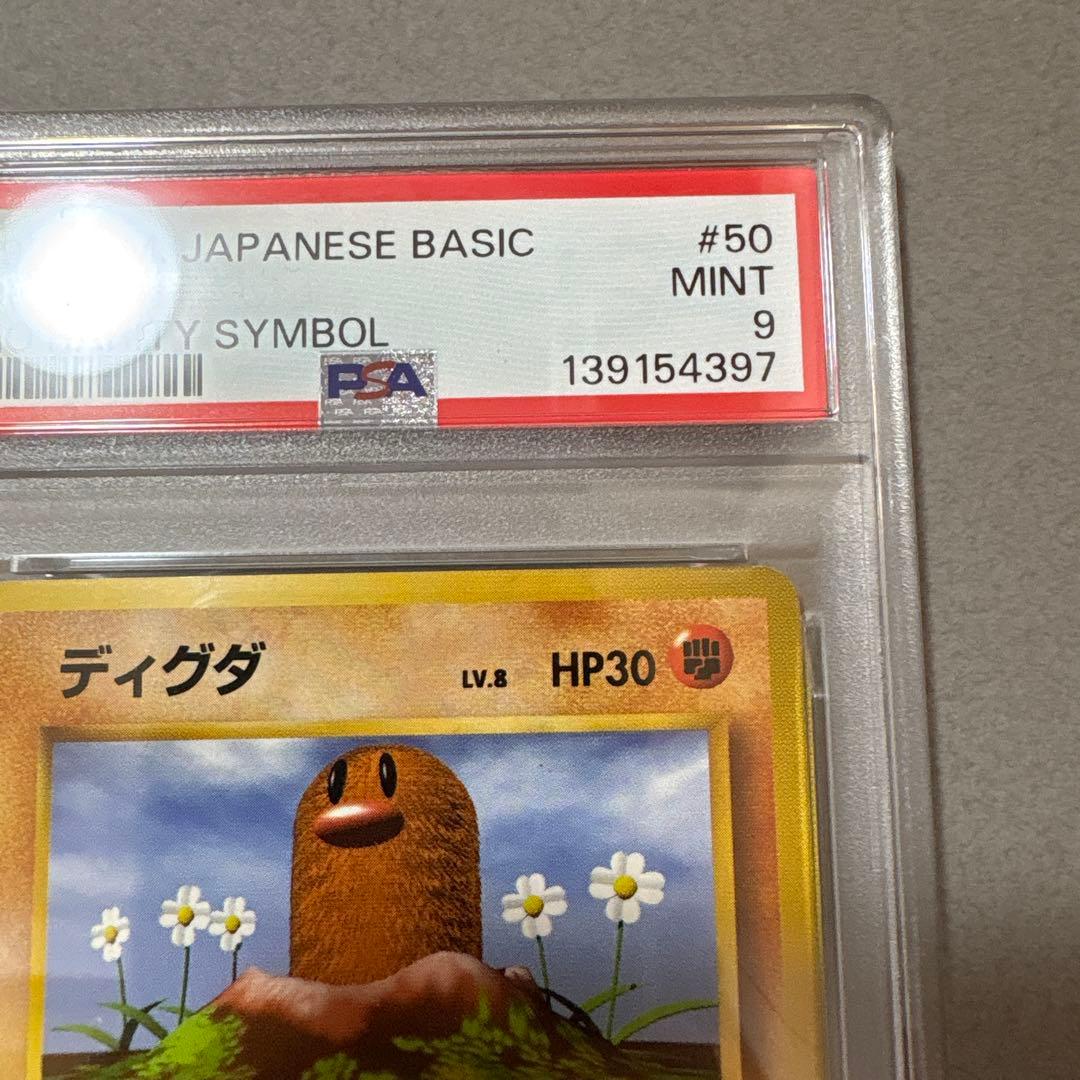 JAPANESE BASIC #50
MINT
SYMBOL 9
PSA 139154397
ディグダ LV.8 HP30